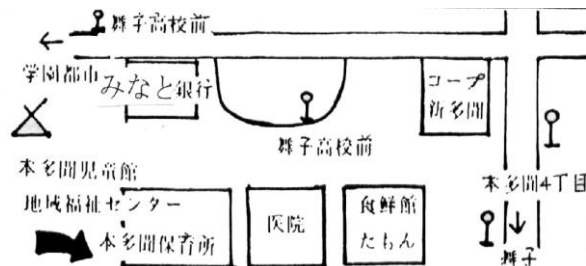 舞子高校前
学園都市
みなと銀行
コープ
新多聞
舞子高校前
本多聞児童館
地域福祉センター
本多聞保育所
医院
食鮮館
たもん
本多聞4丁目
舞子